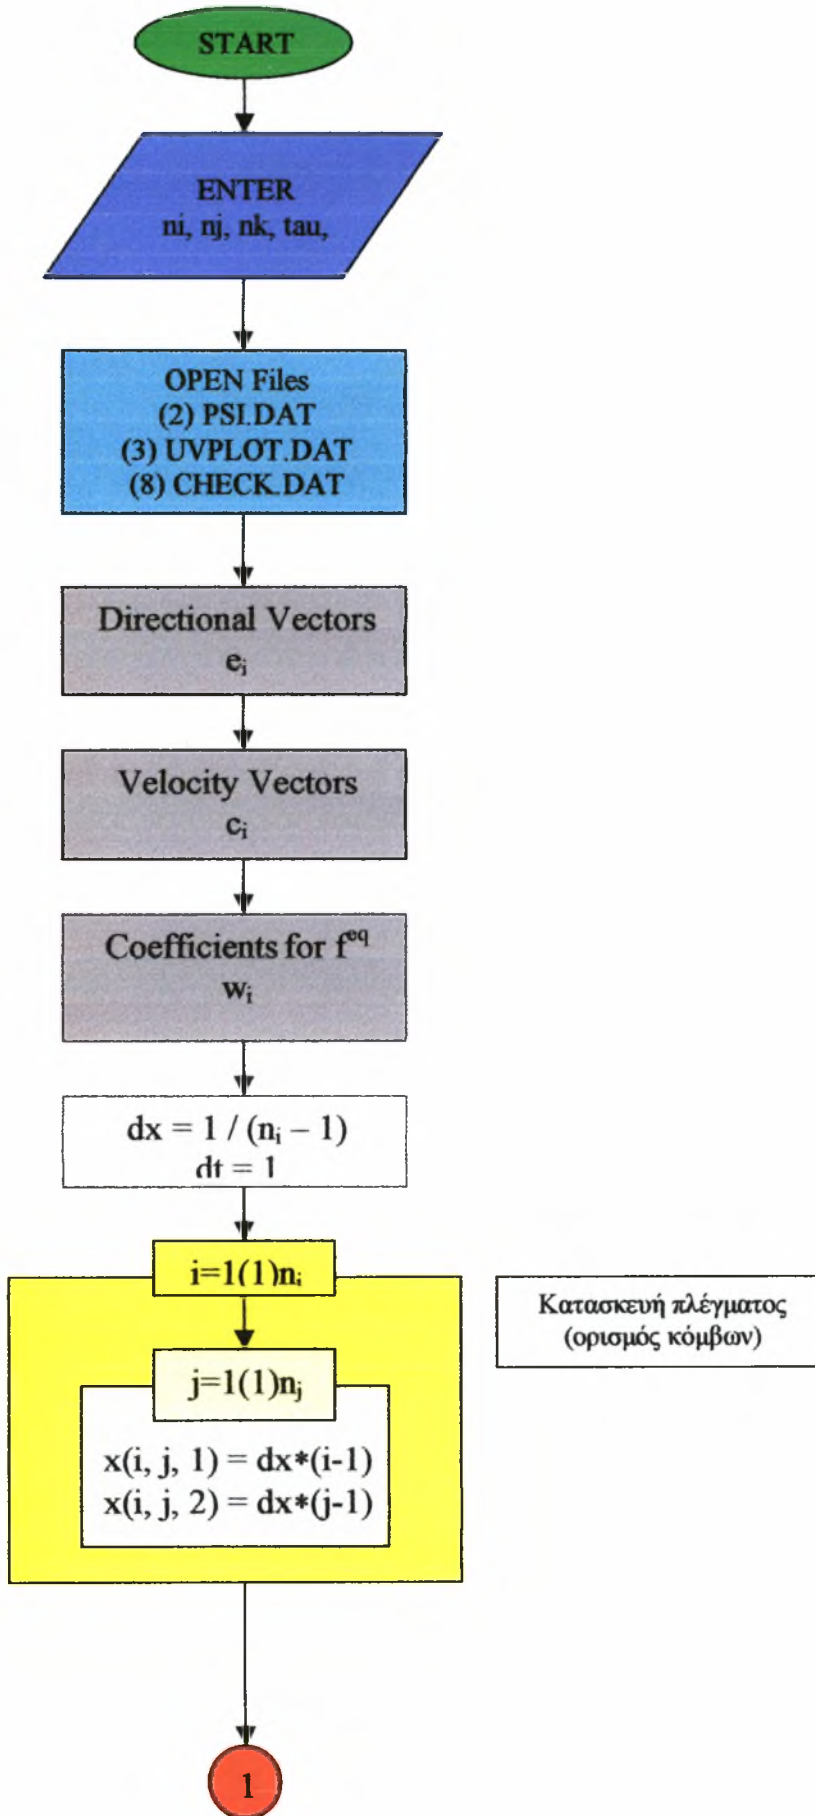 START
ENTER
ni, nj, nk, tau,
OPEN Files
(2) PSI.DAT
(3) UVPLOT.DAT
(8) CHECK.DAT
Directional Vectors
eᵢ
Velocity Vectors
cᵢ
Coefficients for f^eq
wᵢ
dx = 1 / (nᵢ – 1)
dt = 1
i=1(1)nᵢ
Κατασκευή πλέγματος
(ορισμός κόμβων)
j=1(1)nⱼ
x(i, j, 1) = dx*(i-1)
x(i, j, 2) = dx*(j-1)
1